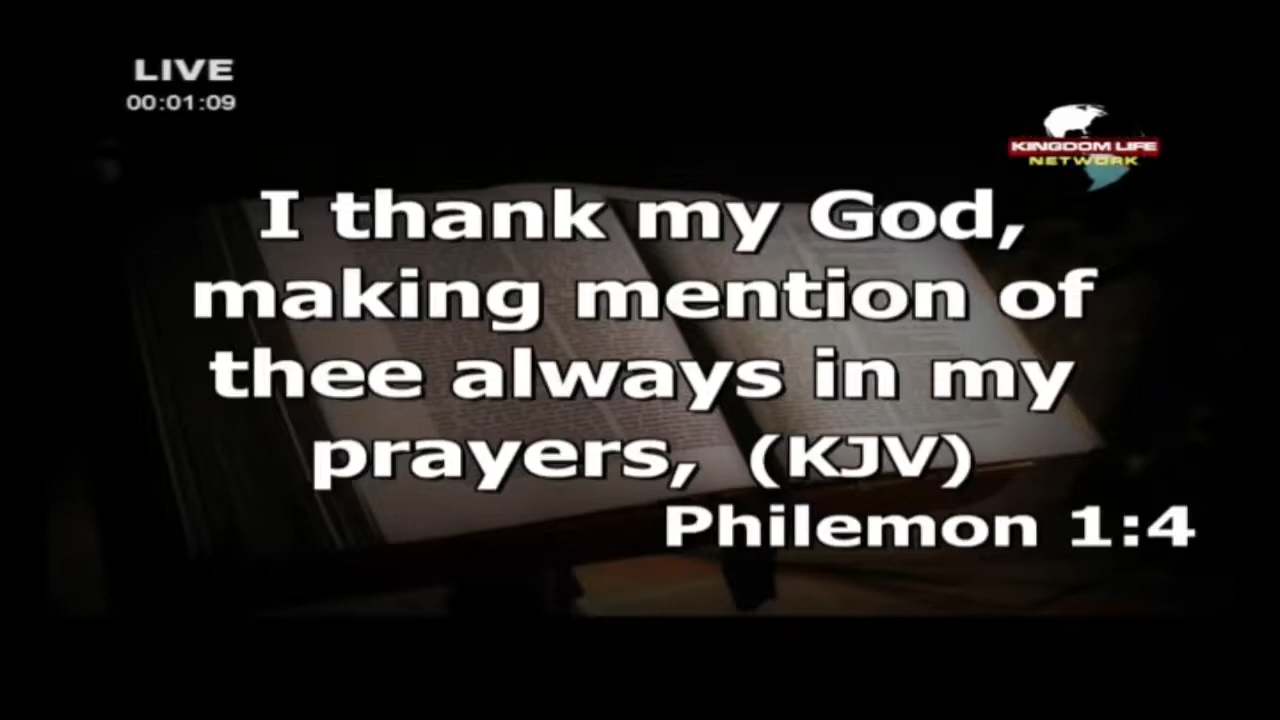 LIVE
00:01:09
KINGDOM LIFE
NETWORK
I thank my God,
making mention of
thee always in my
prayers, (KJV)
Philemon 1:4